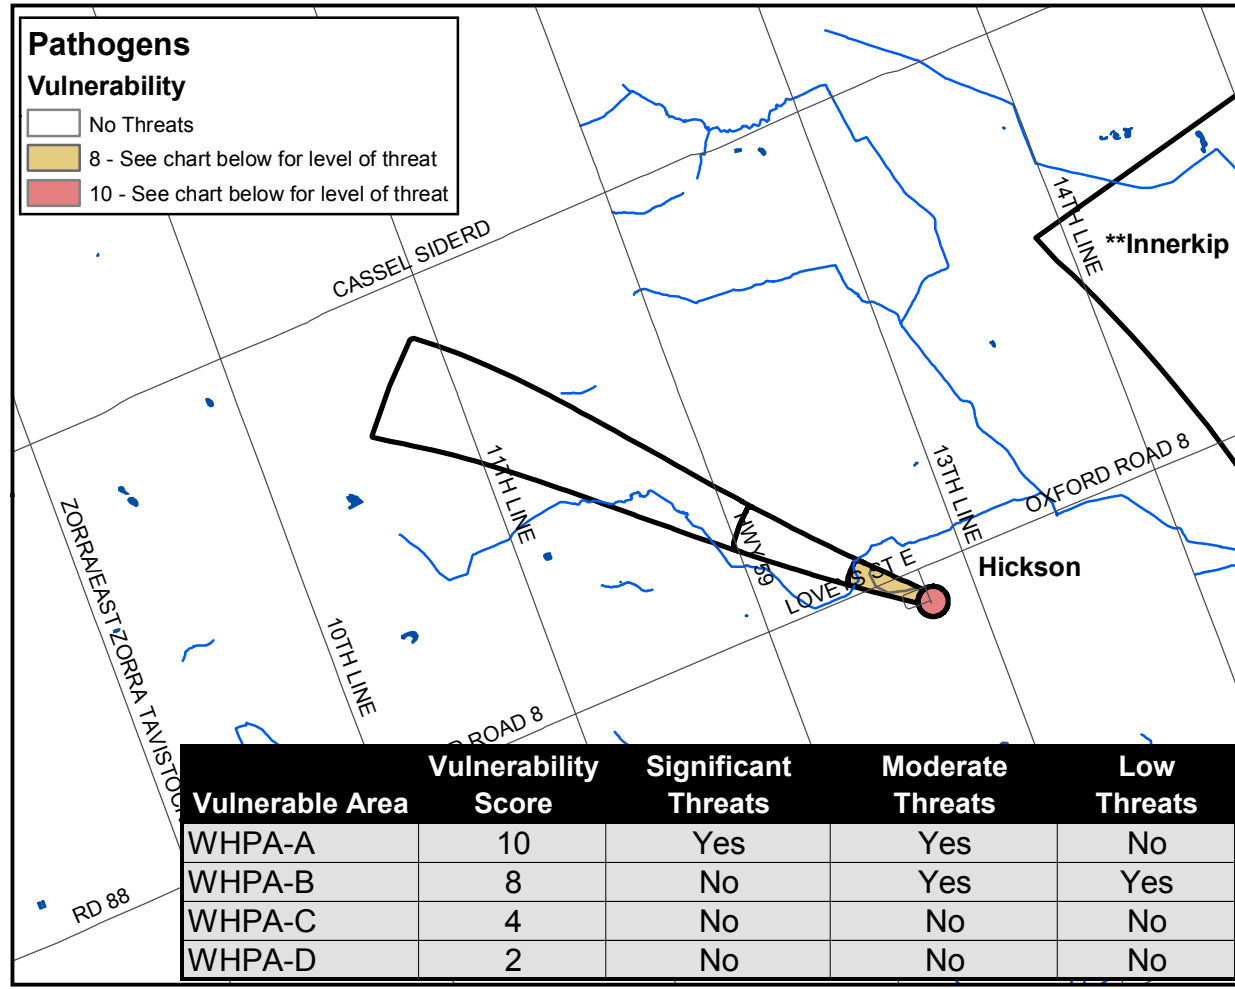 Pathogens
Vulnerability
No Threats
8 - See chart below for level of threat
10 - See chart below for level of threat
CASSEL SIDERD
14TH LINE
**Innerkip
11TH LINE
13TH LINE
OXFORD ROAD 8
HWY 59
Hickson
ZORRA/EAST ZORRA TAVISTOCK
10TH LINE
ROAD 8
RD 88
Vulnerable Area Vulnerability Score Significant Threats Moderate Threats Low Threats
WHPA-A 10 Yes Yes No
WHPA-B 8 No Yes Yes
WHPA-C 4 No No No
WHPA-D 2 No No No